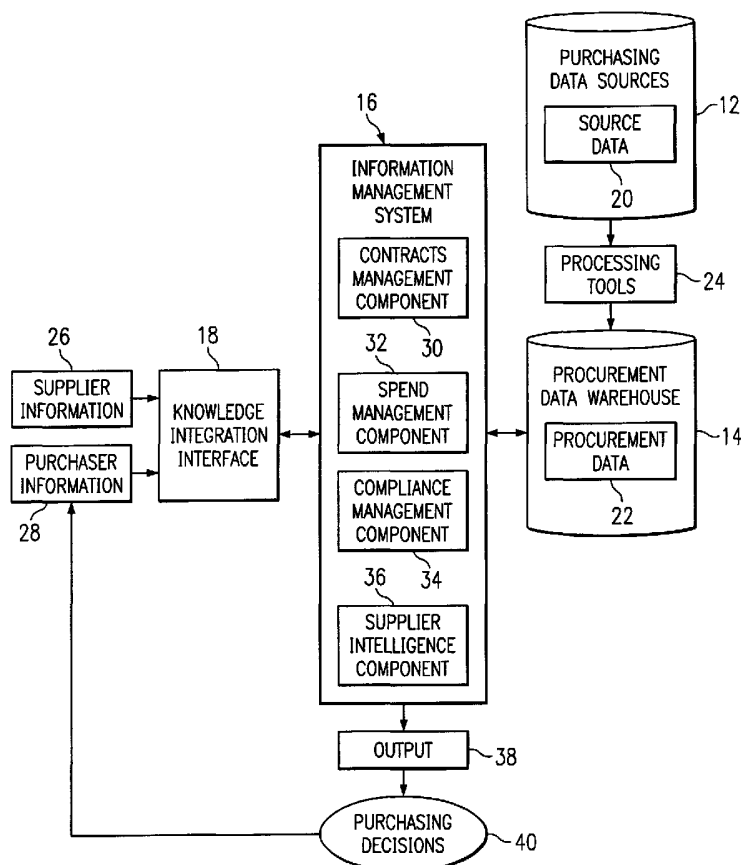 PURCHASING
DATA SOURCES
12
SOURCE
DATA
20
16
INFORMATION
MANAGEMENT
SYSTEM
CONTRACTS
MANAGEMENT
COMPONENT
30
PROCESSING
TOOLS
24
26
SUPPLIER
INFORMATION
18
KNOWLEDGE
INTEGRATION
INTERFACE
32
SPEND
MANAGEMENT
COMPONENT
PROCUREMENT
DATA WAREHOUSE
14
PROCUREMENT
DATA
22
PURCHASER
INFORMATION
28
COMPLIANCE
MANAGEMENT
COMPONENT
34
36
SUPPLIER
INTELLIGENCE
COMPONENT
OUTPUT
38
PURCHASING
DECISIONS
40